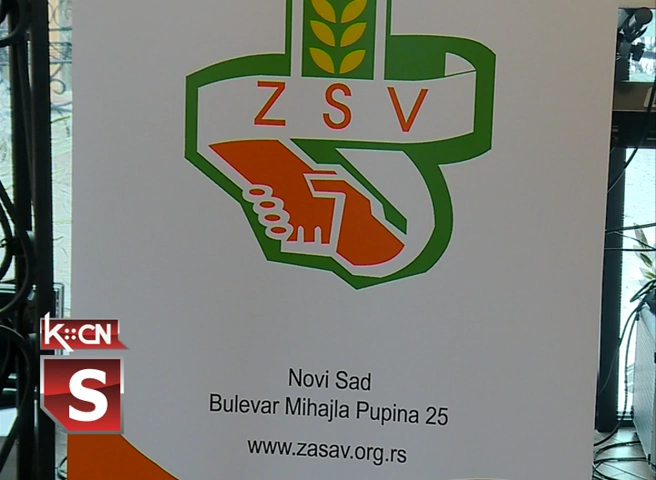 ZSV
K::CN
S
Novi Sad
Bulevar Mihajla Pupina 25
www.zasav.org.rs